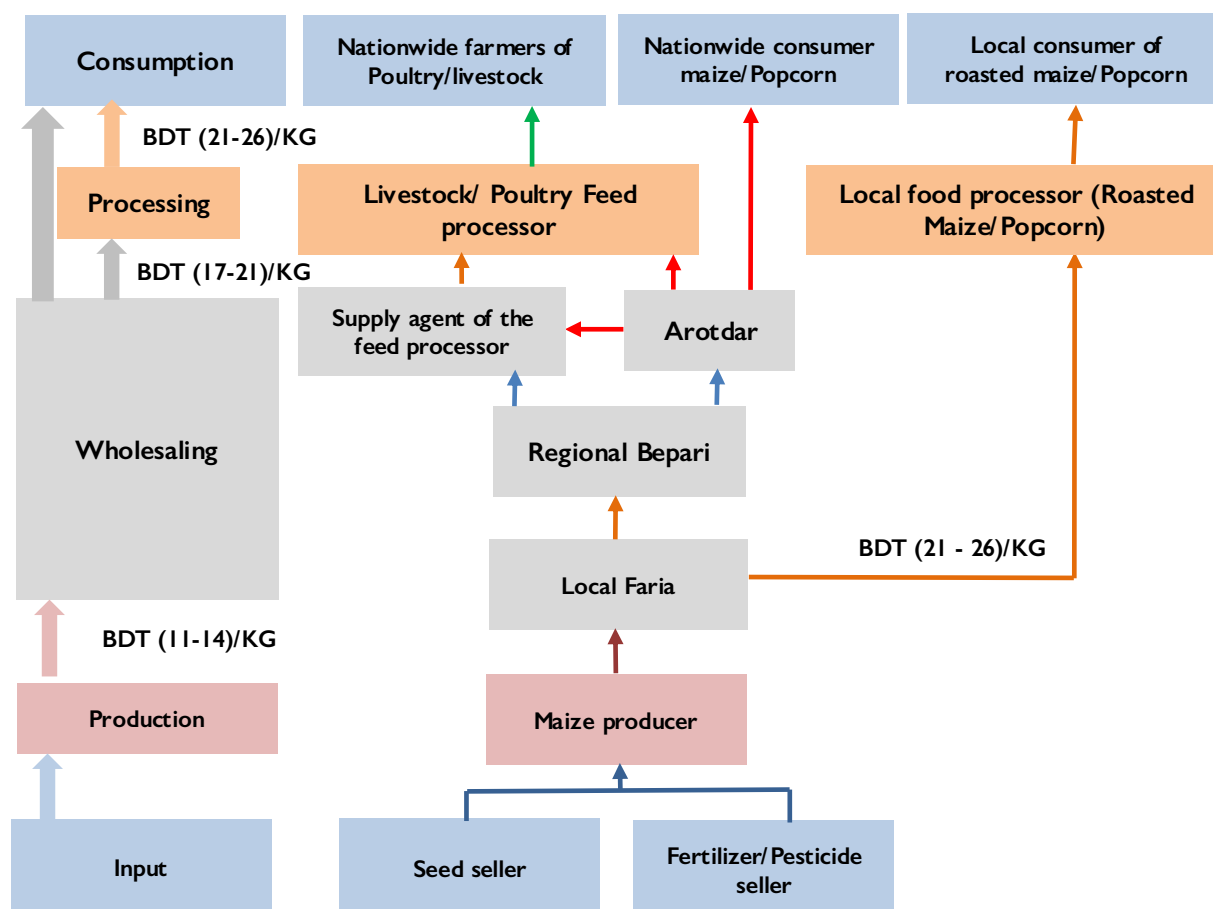 Consumption
Nationwide farmers of
Poultry/livestock
Nationwide consumer
maize/Popcorn
Local consumer of
roasted maize/Popcorn
BDT (21-26)/KG
Processing
Livestock/ Poultry Feed
processor
Local food processor (Roasted
Maize/Popcorn)
BDT (17-21)/KG
Supply agent of the
feed processor
Arotdar
Wholesaling
Regional Bepari
BDT (21 - 26)/KG
Local Faria
BDT (11-14)/KG
Production
Maize producer
Input
Seed seller
Fertilizer/Pesticide
seller